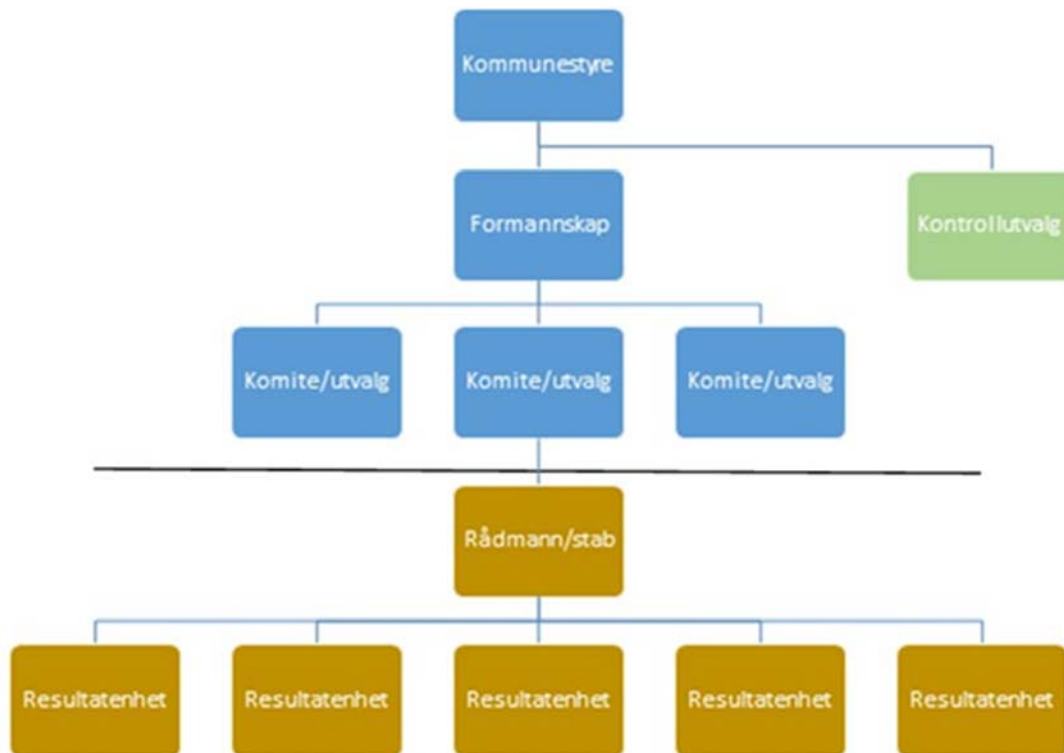 Kommunestyre
Formannskap
Kontrollutvalg
Komite/utvalg
Komite/utvalg
Komite/utvalg
Rådmann/stab
Resultatenhet
Resultatenhet
Resultatenhet
Resultatenhet
Resultatenhet